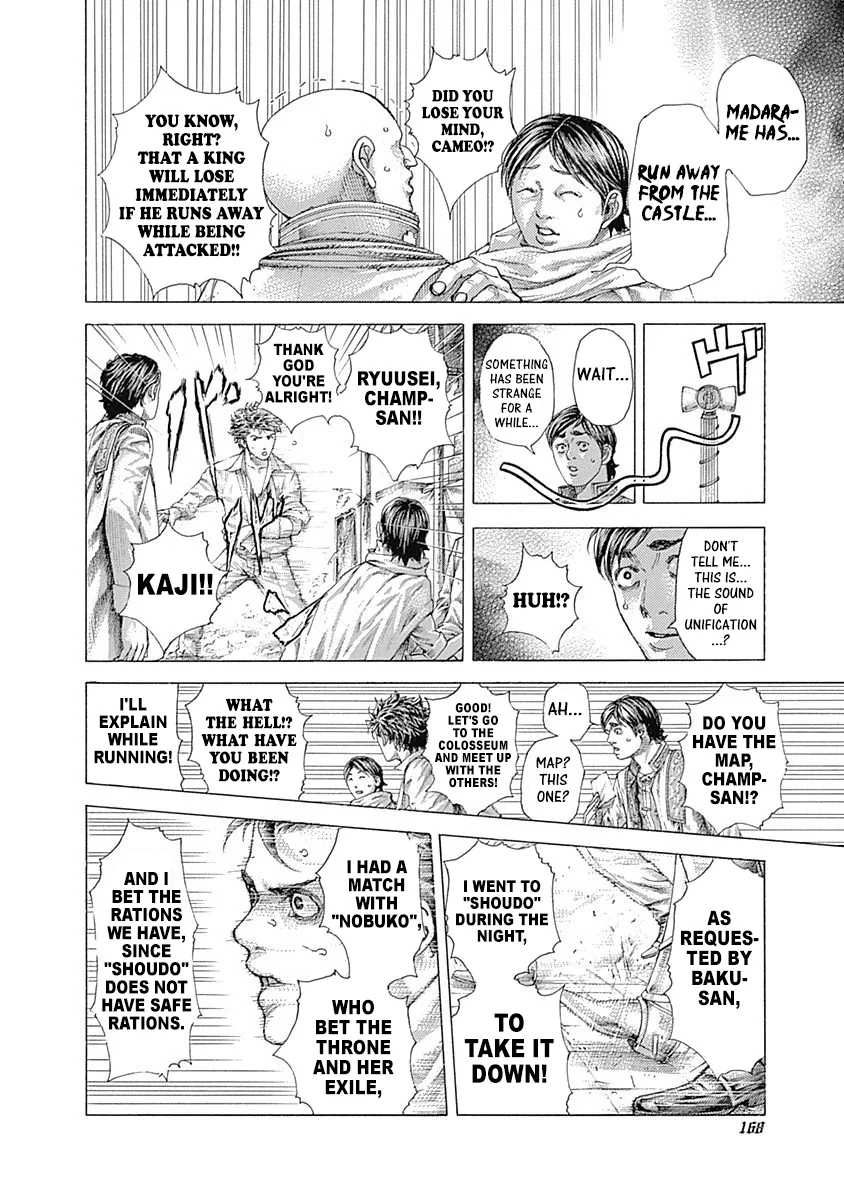 MADARA-
ME HAS...
RUN AWAY
FROM THE
CASTLE...
DID YOU
LOSE YOUR
MIND,
CAMEO!?
YOU KNOW,
RIGHT?
THAT A KING
WILL LOSE
IMMEDIATELY
IF HE RUNS AWAY
WHILE BEING
ATTACKED!!
WAIT...
SOMETHING
HAS BEEN
STRANGE
FOR A
WHILE...
DON'T
TELL ME...
THIS IS...
THE SOUND
OF
UNIFICATION
...?
HUH!?
RYUUSEI,
CHAMP-
SAN!!
THANK
GOD
YOU'RE
ALRIGHT!
KAJI!!
DO YOU
HAVE THE
MAP,
CHAMP-
SAN!?
AH...
MAP?
THIS
ONE?
GOOD!
LET'S GO
TO THE
COLOSSEUM
AND MEET UP
WITH THE
OTHERS!
WHAT
THE HELL!?
WHAT HAVE
YOU BEEN
DOING!?
I'LL
EXPLAIN
WHILE
RUNNING!
AS
REQUES-
TED BY
BAKU-
SAN,
I WENT TO
"SHOUDO"
DURING THE
NIGHT,
TO
TAKE IT
DOWN!
I HAD A
MATCH
WITH
"NOBUKO",
WHO
BET THE
THRONE
AND HER
EXILE,
AND I
BET THE
RATIONS
WE HAVE,
SINCE
"SHOUDO"
DOES NOT
HAVE SAFE
RATIONS.
168